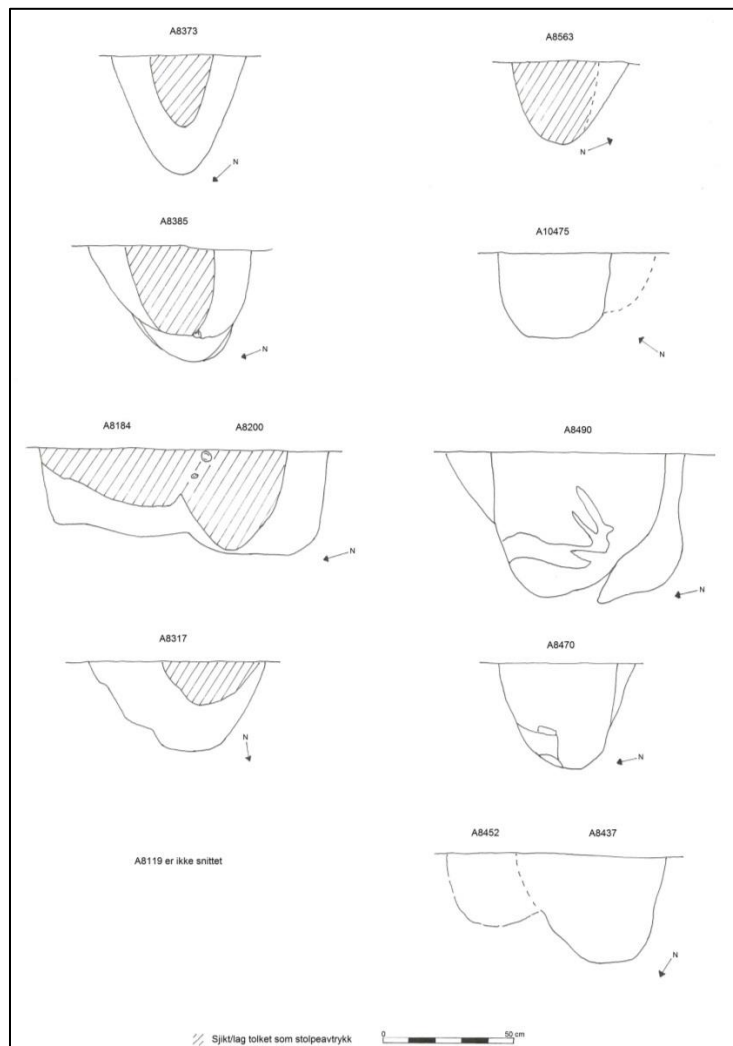 A8373
A8563
N
N
A8385
A10475
N
N
A8184 A8200
A8490
N
N
A8317
A8470
N
N
A8452 A8437
A8119 er ikke snittet
N
Sjikt/lag tolket som stolpeavtrykk
0 50 cm